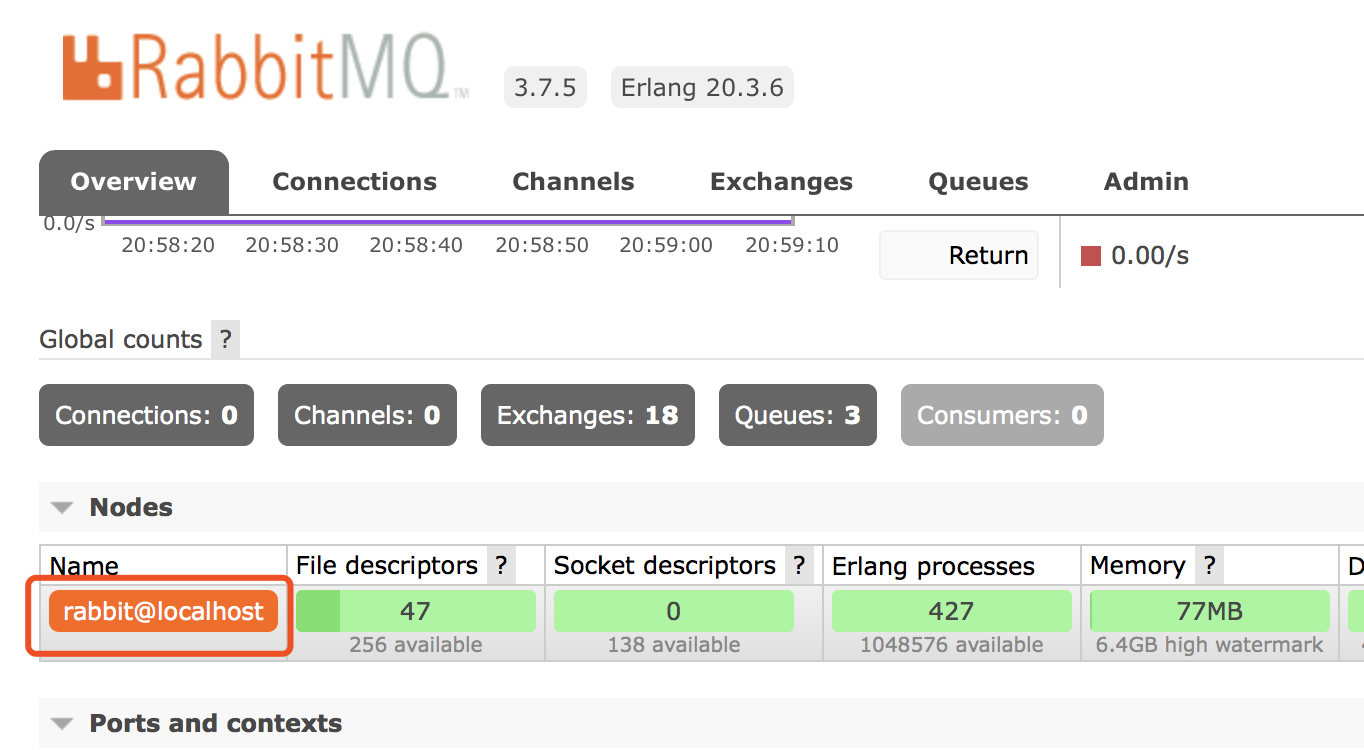 RabbitMQ TM 3.7.5 Erlang 20.3.6
Overview Connections Channels Exchanges Queues Admin
0.0/s
20:58:20 20:58:30 20:58:40 20:58:50 20:59:00 20:59:10
Return 0.00/s
Global counts ?
Connections: 0 Channels: 0 Exchanges: 18 Queues: 3 Consumers: 0
Nodes
Name File descriptors ? Socket descriptors ? Erlang processes Memory ? D
rabbit@localhost 47 0 427 77MB
256 available 138 available 1048576 available 6.4GB high watermark
Ports and contexts